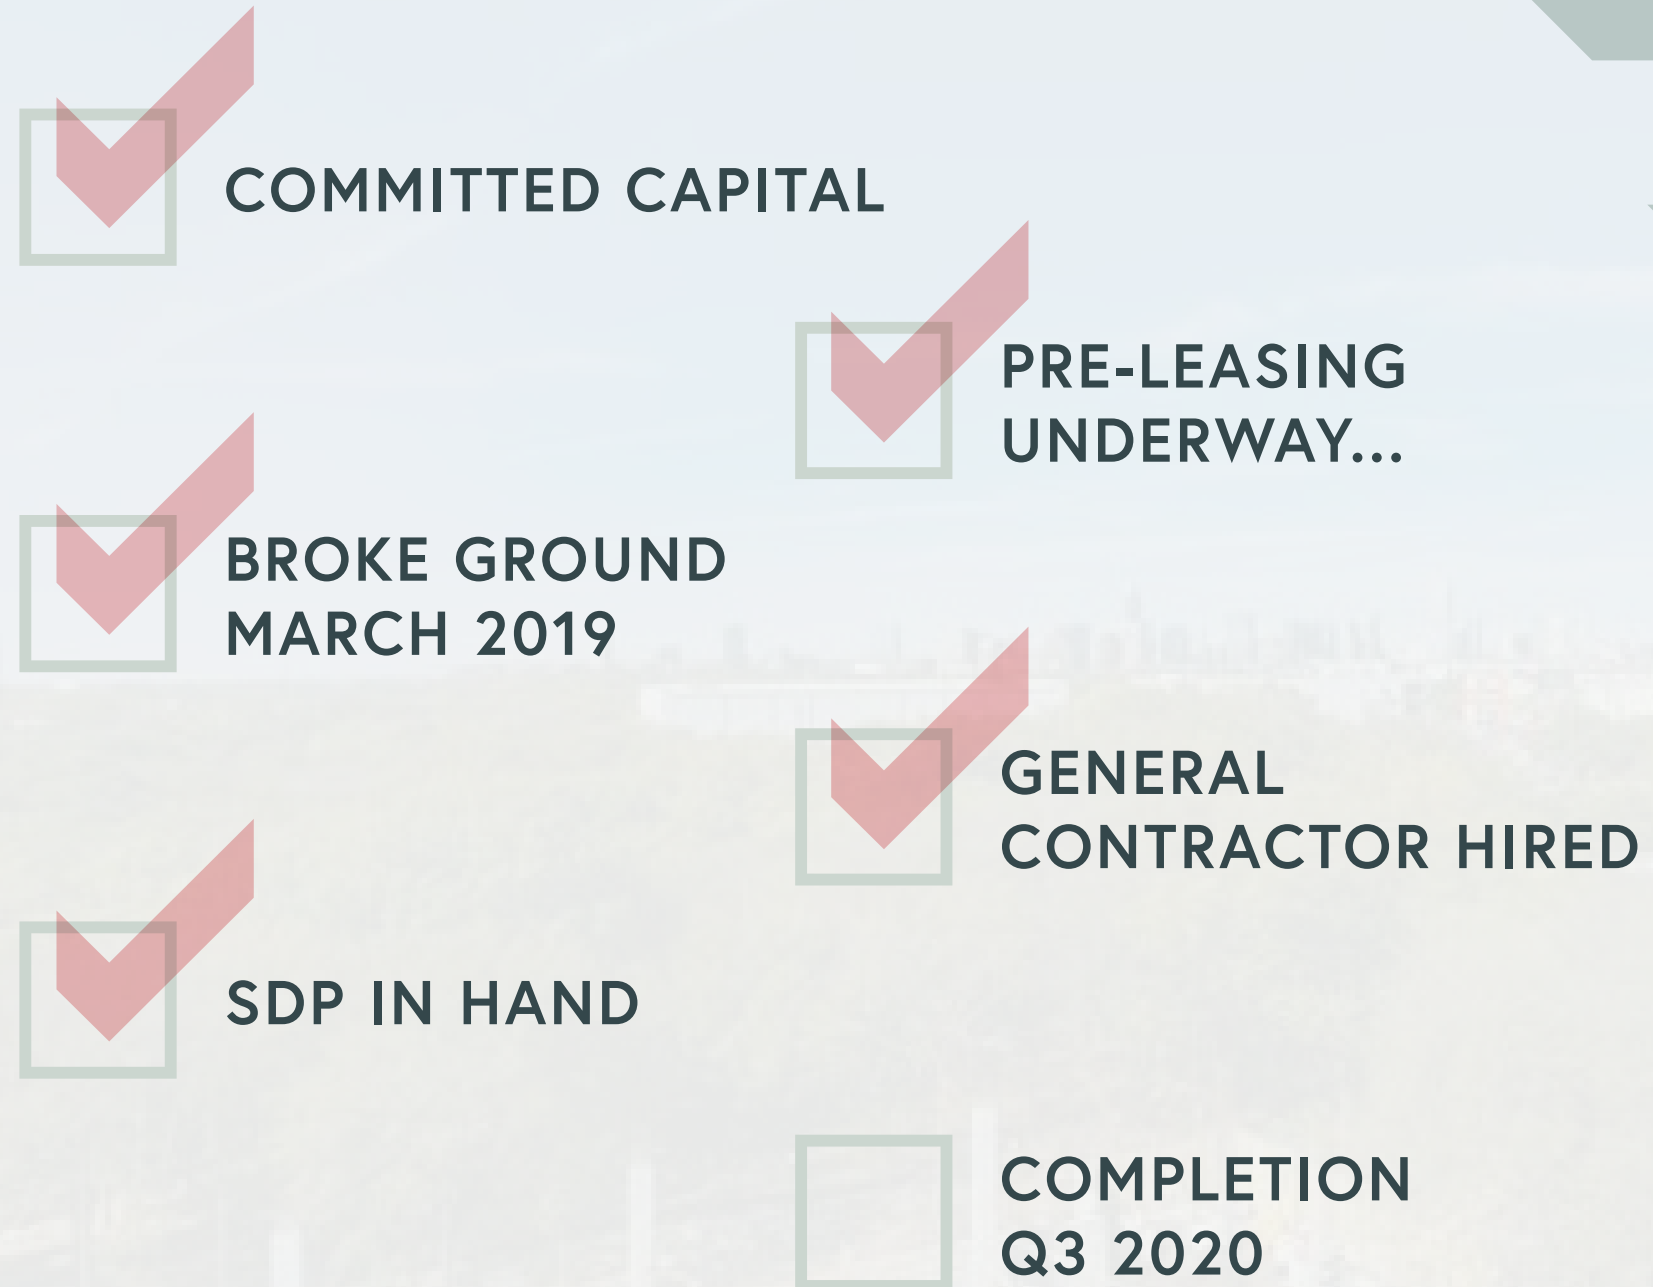 COMMITTED CAPITAL
PRE-LEASING
UNDERWAY...
BROKE GROUND
MARCH 2019
GENERAL
CONTRACTOR HIRED
SDP IN HAND
COMPLETION
Q3 2020